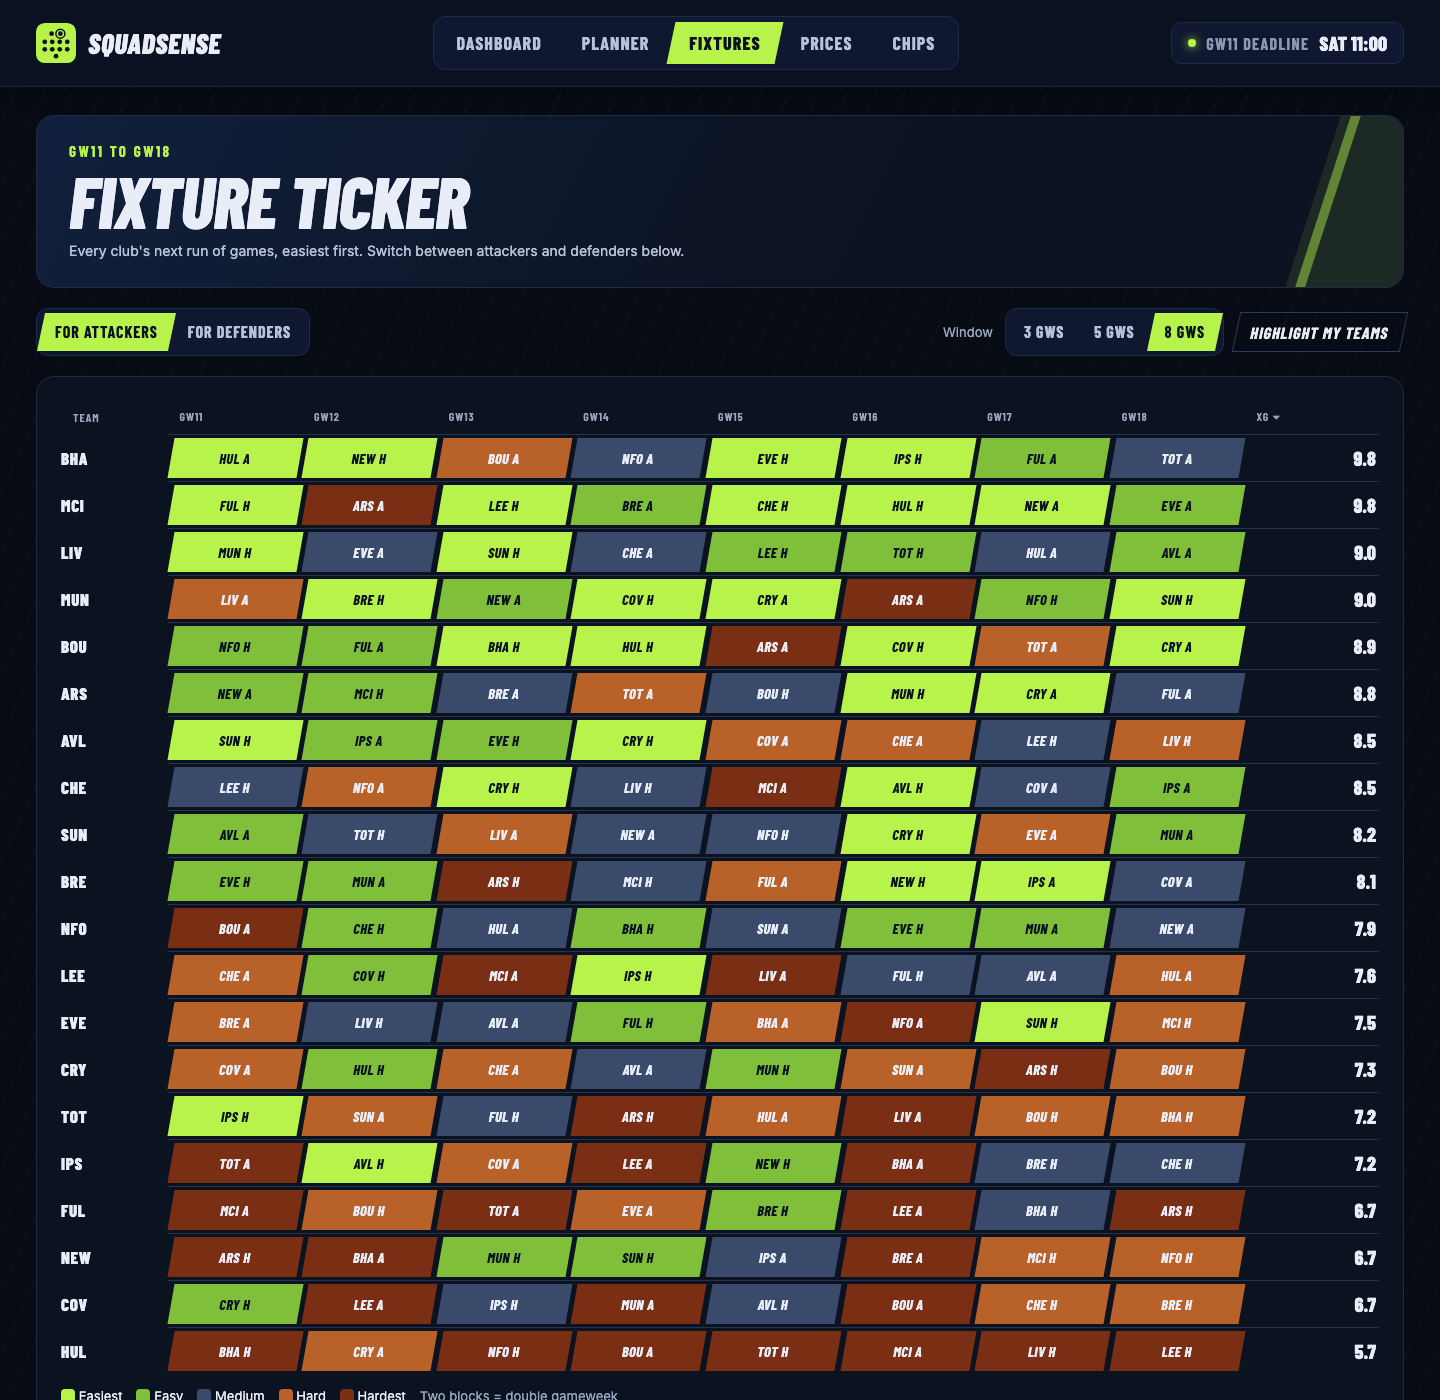 SQUADSENSE
DASHBOARD PLANNER FIXTURES PRICES CHIPS
GW11 DEADLINE SAT 11:00
GW11 TO GW18
FIXTURE TICKER
Every club's next run of games, easiest first. Switch between attackers and defenders below.
FOR ATTACKERS FOR DEFENDERS
Window 3 GWS 5 GWS 8 GWS HIGHLIGHT MY TEAMS
TEAM GW11 GW12 GW13 GW14 GW15 GW16 GW17 GW18 XG
BHA HUL A NEW H BOU A NFO A EVE H IPS H FUL A TOT A 9.8
MCI FUL H ARS A LEE H BRE A CHE H HUL H NEW A EVE A 9.8
LIV MUN H EVE A SUN H CHE A LEE H TOT H HUL A AVL A 9.0
MUN LIV A BRE H NEW A COV H CRY A ARS A NFO H SUN H 9.0
BOU NFO H FUL A BHA H HUL H ARS A COV H TOT A CRY A 8.9
ARS NEW A MCI H BRE A TOT A BOU H MUN H CRY A FUL A 8.8
AVL SUN H IPS A EVE H CRY H COV A CHE A LEE H LIV H 8.5
CHE LEE H NFO A CRY H LIV H MCI A AVL H COV A IPS A 8.5
SUN AVL A TOT H LIV A NEW A NFO H CRY H EVE A MUN A 8.2
BRE EVE H MUN A ARS H MCI H FUL A NEW H IPS A COV A 8.1
NFO BOU A CHE H HUL A BHA H SUN A EVE H MUN A NEW A 7.9
LEE CHE A COV H MCI A IPS H LIV A FUL H AVL A HUL A 7.6
EVE BRE A LIV H AVL A FUL H BHA A NFO A SUN H MCI H 7.5
CRY COV A HUL H CHE A AVL A MUN H SUN A ARS H BOU H 7.3
TOT IPS H SUN A FUL H ARS H HUL A LIV A BOU H BHA H 7.2
IPS TOT A AVL H COV A LEE A NEW H BHA A BRE H CHE H 7.2
FUL MCI A BOU H TOT A EVE A BRE H LEE A BHA H ARS H 6.7
NEW ARS H BHA A MUN H SUN H IPS A BRE A MCI H NFO H 6.7
COV CRY H LEE A IPS H MUN A AVL H BOU A CHE H BRE H 6.7
HUL BHA H CRY A NFO H BOU A TOT H MCI A LIV H LEE H 5.7
Easiest Easy Medium Hard Hardest Two blocks = double gameweek